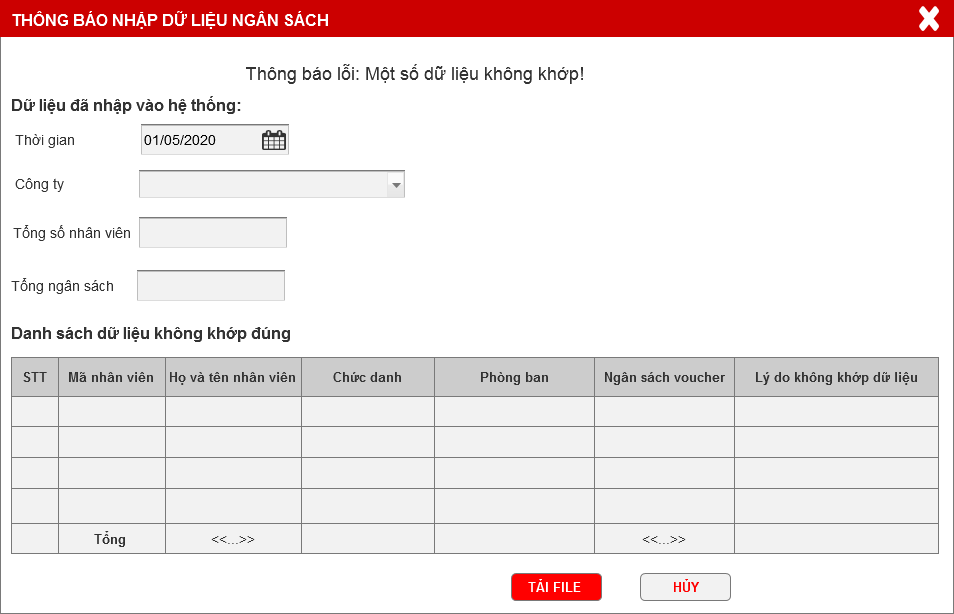 THÔNG BÁO NHẬP DỮ LIỆU NGÂN SÁCH
Thông báo lỗi: Một số dữ liệu không khớp!
Dữ liệu đã nhập vào hệ thống:
Thời gian 01/05/2020
Công ty
Tổng số nhân viên
Tổng ngân sách
Danh sách dữ liệu không khớp đúng
STT Mã nhân viên Họ và tên nhân viên Chức danh Phòng ban Ngân sách voucher Lý do không khớp dữ liệu
Tổng <<...>> <<...>>
TẢI FILE HỦY